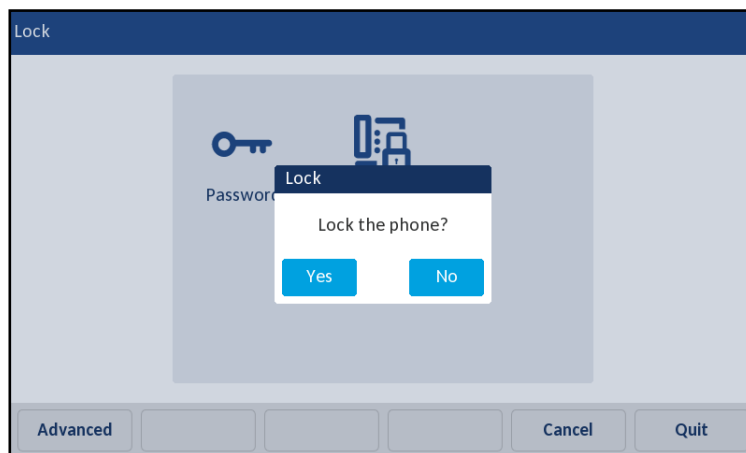 Lock
Password
Lock
Lock the phone?
Yes No
Advanced Cancel Quit